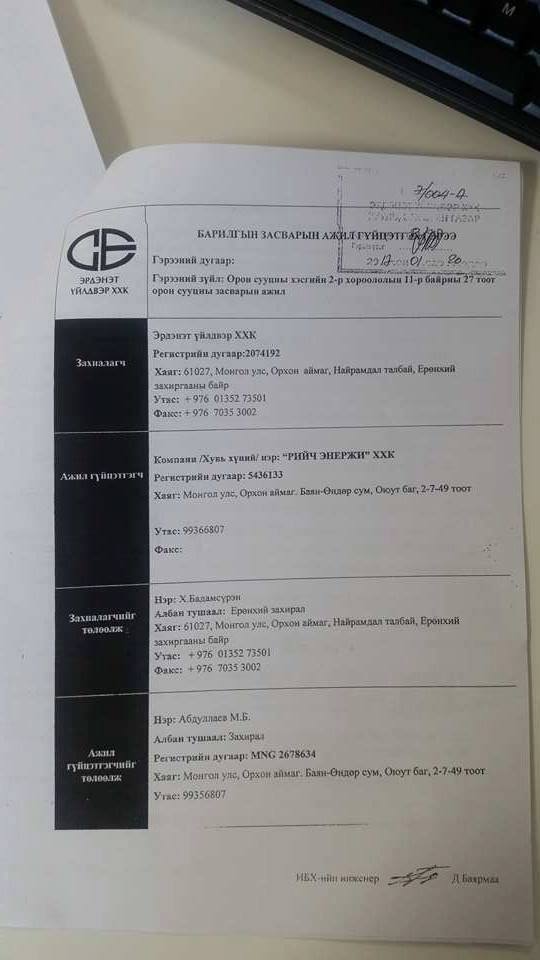 М
ЭРДЭНЭТ
ҮЙЛДВЭР ХХК
БАРИЛГЫН ЗАСВАРЫН АЖИЛ ГҮЙЦЭТГЭХ ГЭРЭЭ
Гэрээний дугаар:
Гэрээний зүйл: Орон сууцны хэсгийн 2-р хорооллын 11-р байрны 27 тоот
орон сууцны засварын ажил
Захиалагч
Эрдэнэт үйлдвэр ХХК
Регистрийн дугаар:2074192
Хаяг: 61027, Монгол улс, Орхон аймаг, Найрамдал талбай, Ерөнхий
захиргааны байр
Утас: +976 01352 73501
Факс: +976 7035 3002
Ажил гүйцэтгэгч
Компани /Хувь хүний/ нэр: “РИЙЧ ЭНЕРЖИ” ХХК
Регистрийн дугаар: 5436133
Хаяг: Монгол улс, Орхон аймаг. Баян-Өндөр сум, Оюут баг, 2-7-49 тоот
Утас: 99366807
Факс:
Захиалагчийг
төлөөлж :
Нэр: Х.Бадамсүрэн
Албан тушаал: Ерөнхий захирал
Хаяг: 61027, Монгол улс, Орхон аймаг, Найрамдал талбай, Ерөнхий
захиргааны байр
Утас: +976 01352 73501
Факс: +976 7035 3002
Ажил
гүйцэтгэгчийг
төлөөлж
Нэр: Абдуллаев М.Б.
Албан тушаал: Захирал
Регистрийн дугаар: MNG 2678634
Хаяг: Монгол улс, Орхон аймаг. Баян-Өндөр сум, Оюут баг, 2-7-49 тоот
Утас: 99356807
ИБХ-ийн инженер Д.Баярмаа